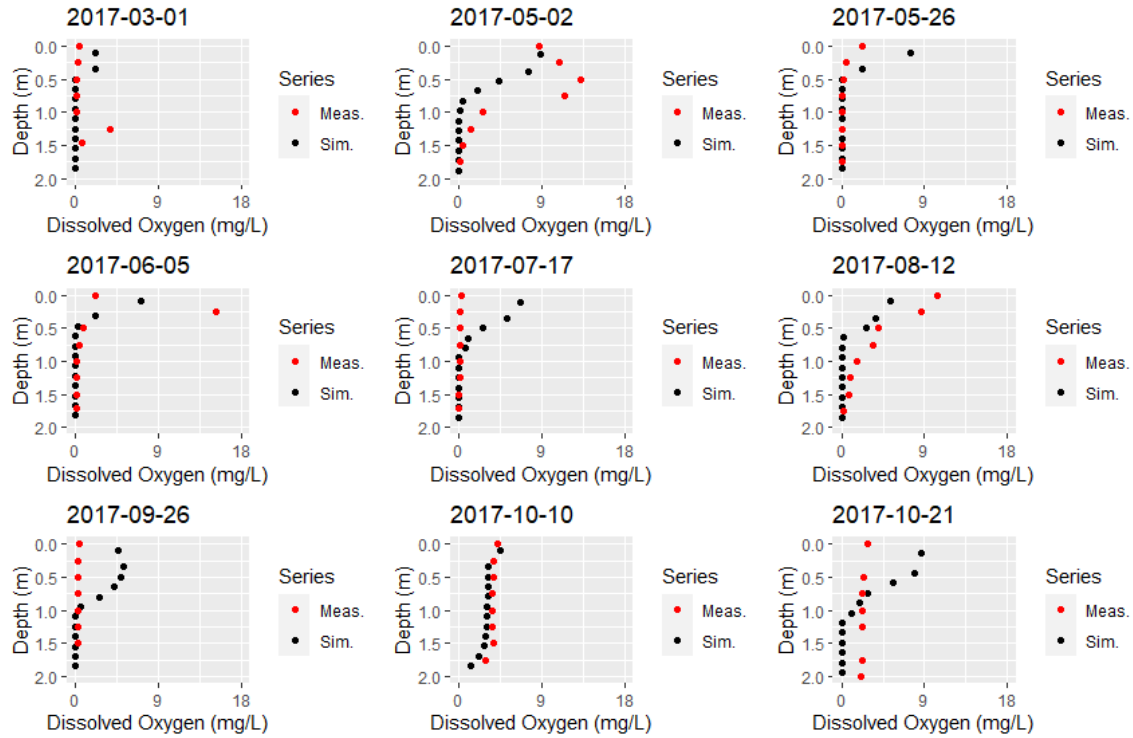 2017-03-01
0.0
0.5
1.0
1.5
2.0
Depth (m)
0 9 18
Dissolved Oxygen (mg/L)
Series
Meas.
Sim.
2017-05-02
0.0
0.5
1.0
1.5
2.0
Depth (m)
0 9 18
Dissolved Oxygen (mg/L)
Series
Meas.
Sim.
2017-05-26
0.0
0.5
1.0
1.5
2.0
Depth (m)
0 9 18
Dissolved Oxygen (mg/L)
Series
Meas.
Sim.
2017-06-05
0.0
0.5
1.0
1.5
2.0
Depth (m)
0 9 18
Dissolved Oxygen (mg/L)
Series
Meas.
Sim.
2017-07-17
0.0
0.5
1.0
1.5
2.0
Depth (m)
0 9 18
Dissolved Oxygen (mg/L)
Series
Meas.
Sim.
2017-08-12
0.0
0.5
1.0
1.5
2.0
Depth (m)
0 9 18
Dissolved Oxygen (mg/L)
Series
Meas.
Sim.
2017-09-26
0.0
0.5
1.0
1.5
2.0
Depth (m)
0 9 18
Dissolved Oxygen (mg/L)
Series
Meas.
Sim.
2017-10-10
0.0
0.5
1.0
1.5
2.0
Depth (m)
0 9 18
Dissolved Oxygen (mg/L)
Series
Meas.
Sim.
2017-10-21
0.0
0.5
1.0
1.5
2.0
Depth (m)
0 9 18
Dissolved Oxygen (mg/L)
Series
Meas.
Sim.